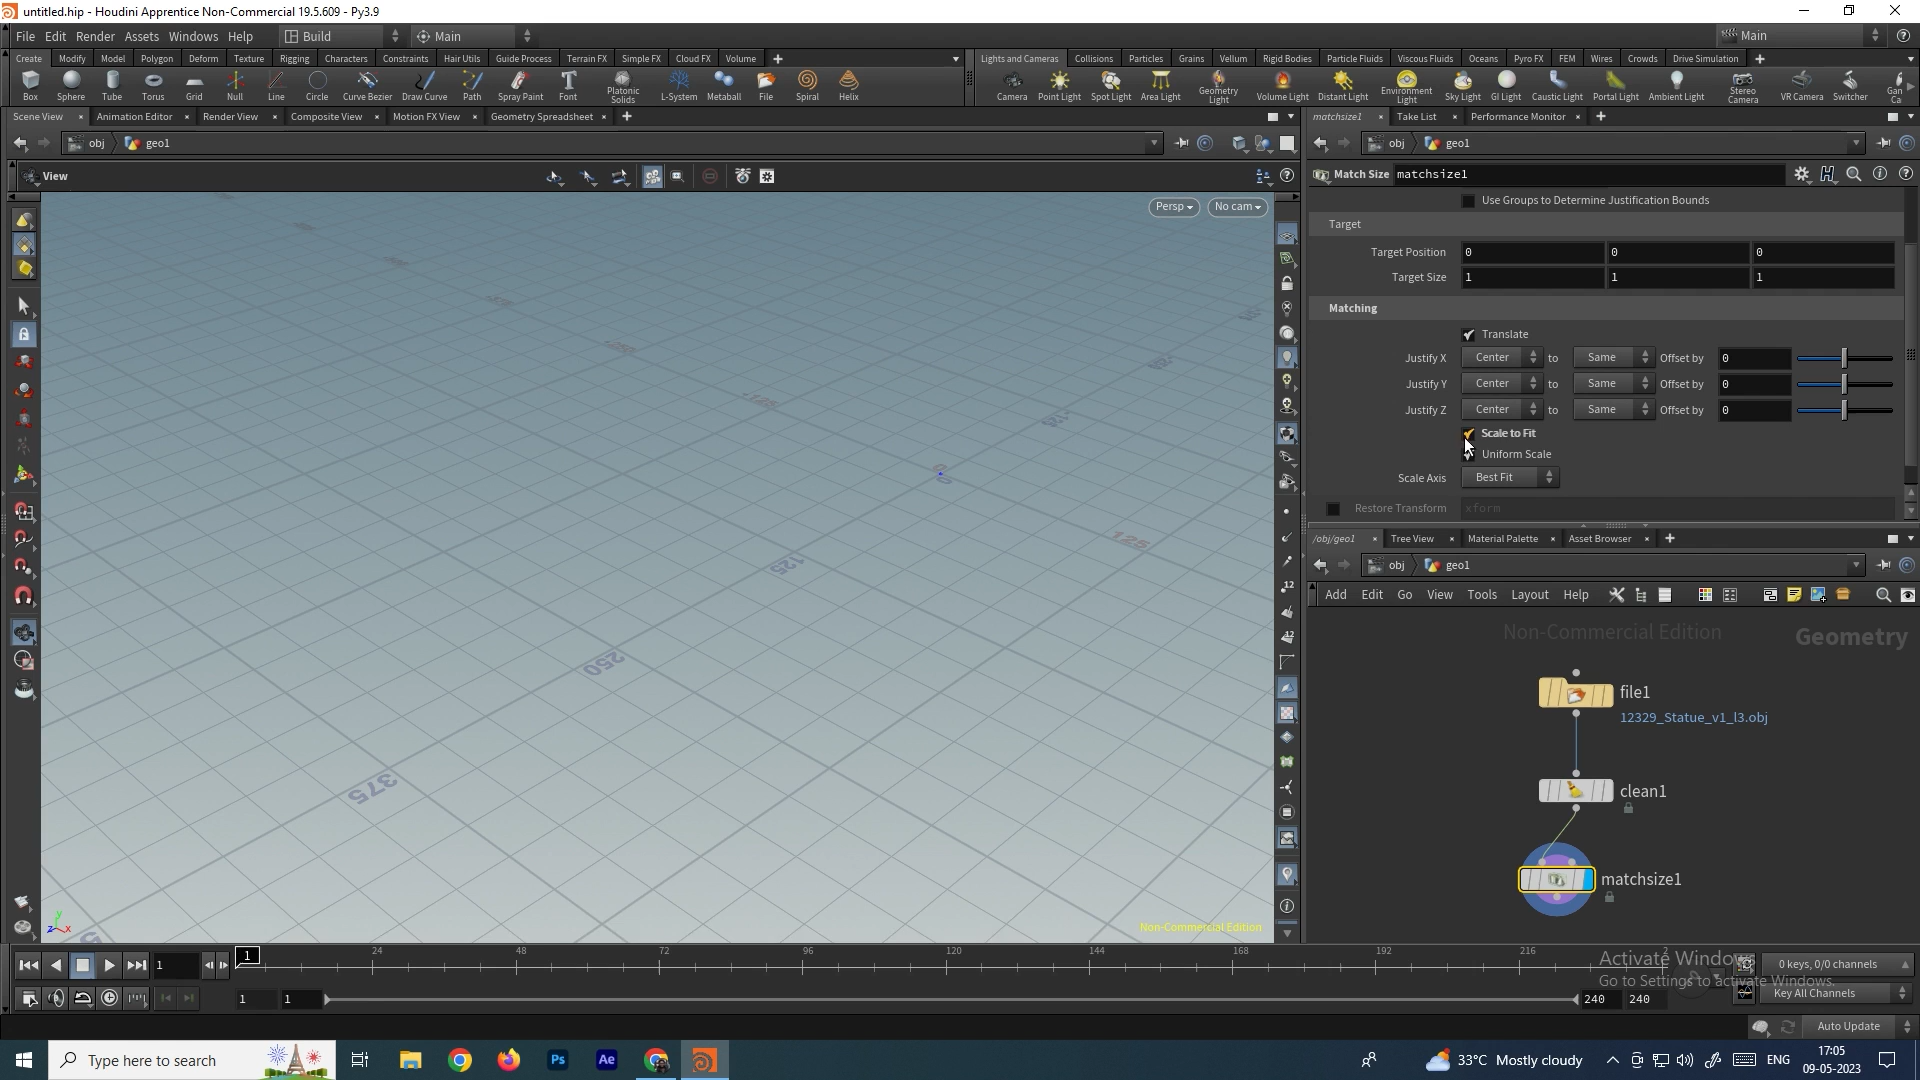 untitled.hip - Houdini Apprentice Non-Commercial 19.5.609 - Py3.9
File Edit Render Assets Windows Help Build Main Main
Create Modify Model Polygon Deform Texture Rigging Characters Constraints Hair Utils Guide Process Terrain FX Simple FX Cloud FX Volume
Lights and Cameras Collisions Particles Grains Vellum Rigid Bodies Particle Fluids Viscous Fluids Oceans Pyro FX FEM Wires Crowds Drive Simulation
Box Sphere Tube Torus Grid Null Line Circle Curve Bezier Draw Curve Path Spray Paint Font Platonic Solids L-System Metaball File Spiral Helix
Camera Point Light Spot Light Area Light Geometry Light Volume Light Distant Light Environment Light Sky Light GI Light Caustic Light Portal Light Ambient Light Stereo Camera VR Camera Switcher Gan Ca
Scene View Animation Editor Render View Composite View Motion FX View Geometry Spreadsheet
matchsize1 Take List Performance Monitor
obj geo1
obj geo1
View
Match Size matchsize1
Persp No cam
Use Groups to Determine Justification Bounds
Target
Target Position 0 0 0
Target Size 1 1 1
Matching
Translate
Justify X Center to Same Offset by 0
Justify Y Center to Same Offset by 0
Justify Z Center to Same Offset by 0
Scale to Fit
Uniform Scale
Scale Axis Best Fit
Restore Transform xform
/obj/geo1 Tree View Material Palette Asset Browser
obj geo1
Add Edit Go View Tools Layout Help
Non-Commercial Edition Geometry
file1
12329_Statue_v1_l3.obj
clean1
matchsize1
125
125
250
375
Non-Commercial Edition
1 1 24 48 72 96 120 144 168 192 216 2
Activate Windows
Go to Settings to activate Windows.
0 keys, 0/0 channels
1 1 240 240
Key All Channels
Auto Update
Type here to search
Ps Ae
33°C Mostly cloudy
ENG
17:05
09-05-2023